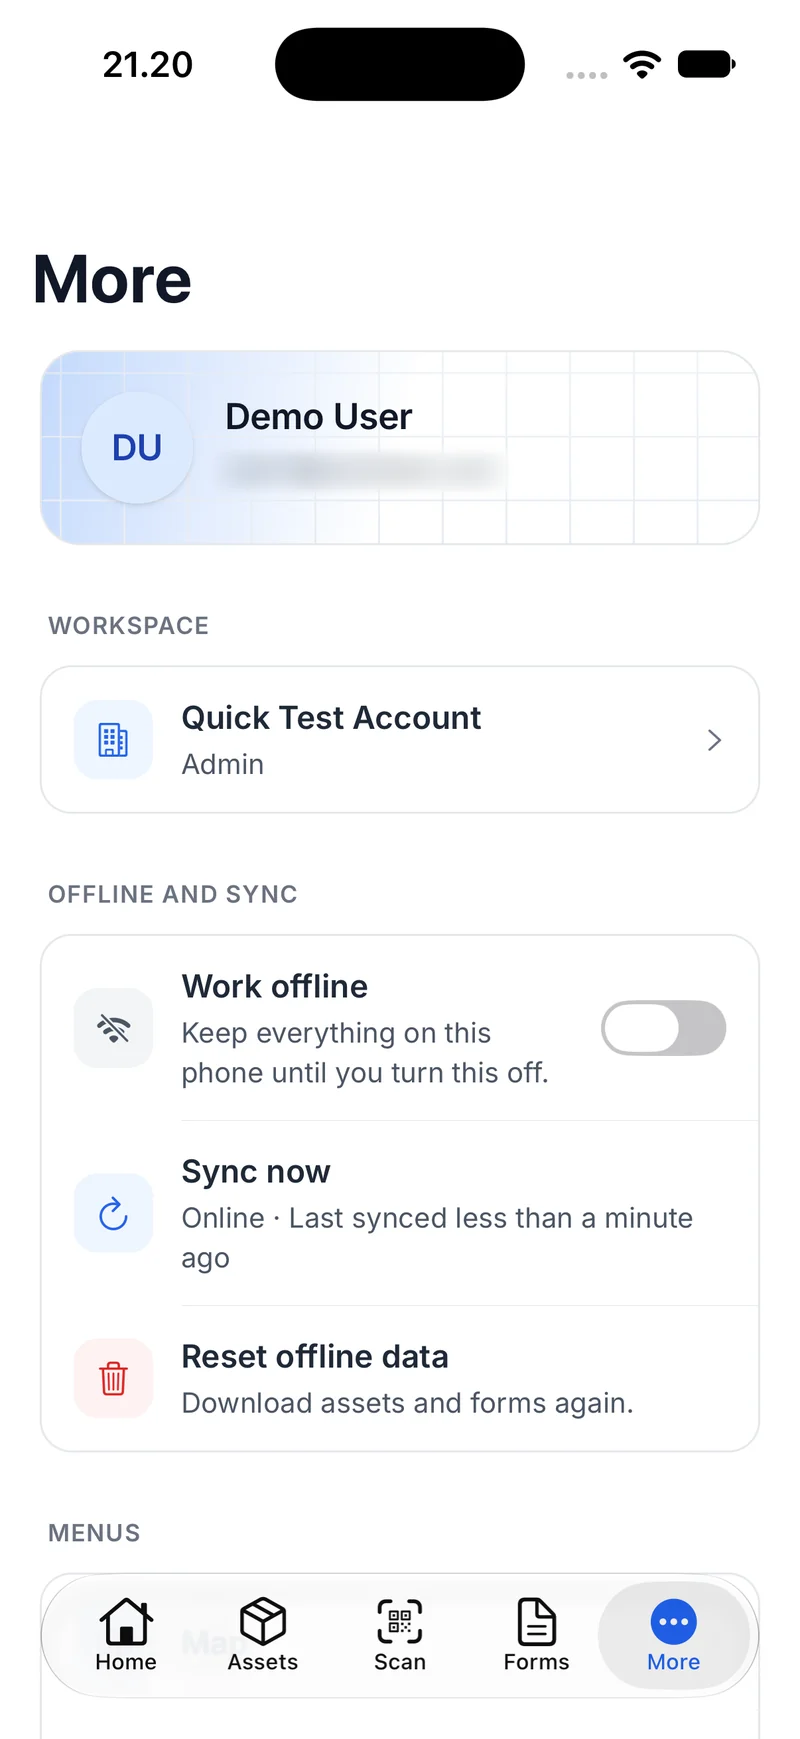 21.20
More
DU
Demo User
WORKSPACE
Quick Test Account
Admin
OFFLINE AND SYNC
Work offline
Keep everything on this
phone until you turn this off.
Sync now
Online · Last synced less than a minute
ago
Reset offline data
Download assets and forms again.
MENUS
Map
Home
Assets
Scan
Forms
More